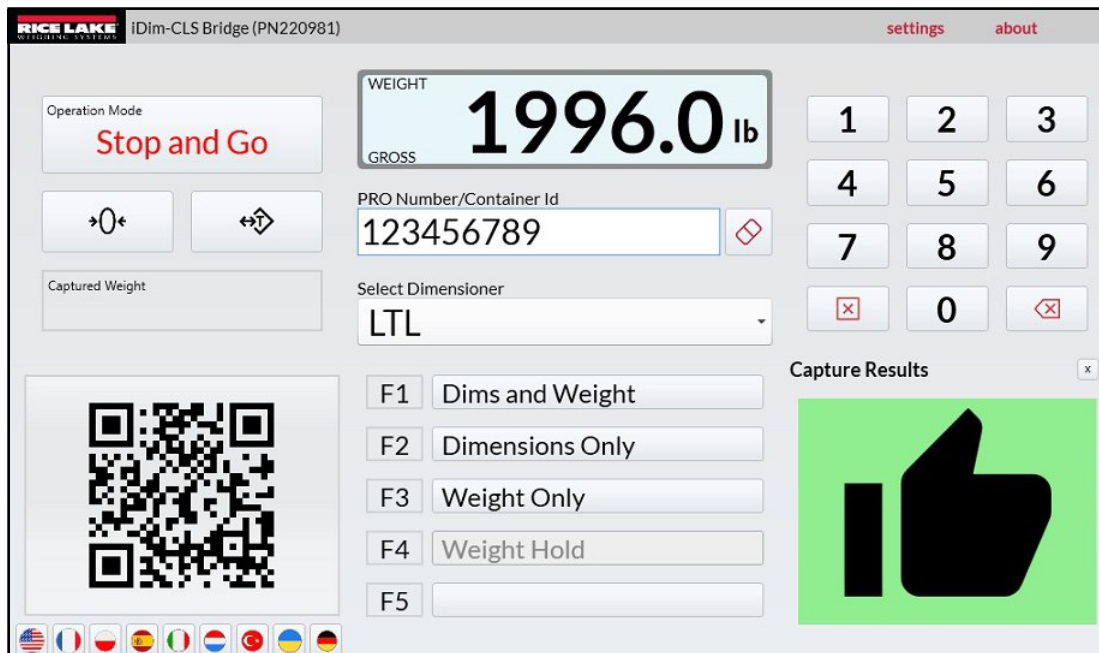 RICE LAKE
WEIGHING SYSTEMS
iDim-CLS Bridge (PN220981)
settings
about
Operation Mode
Stop and Go
→0←
↔T
Captured Weight
WEIGHT
1996.0 lb
GROSS
PRO Number/Container Id
123456789
Select Dimensioner
LTL
1 2 3
4 5 6
7 8 9
0
F1 Dims and Weight
F2 Dimensions Only
F3 Weight Only
F4 Weight Hold
F5
Capture Results
x